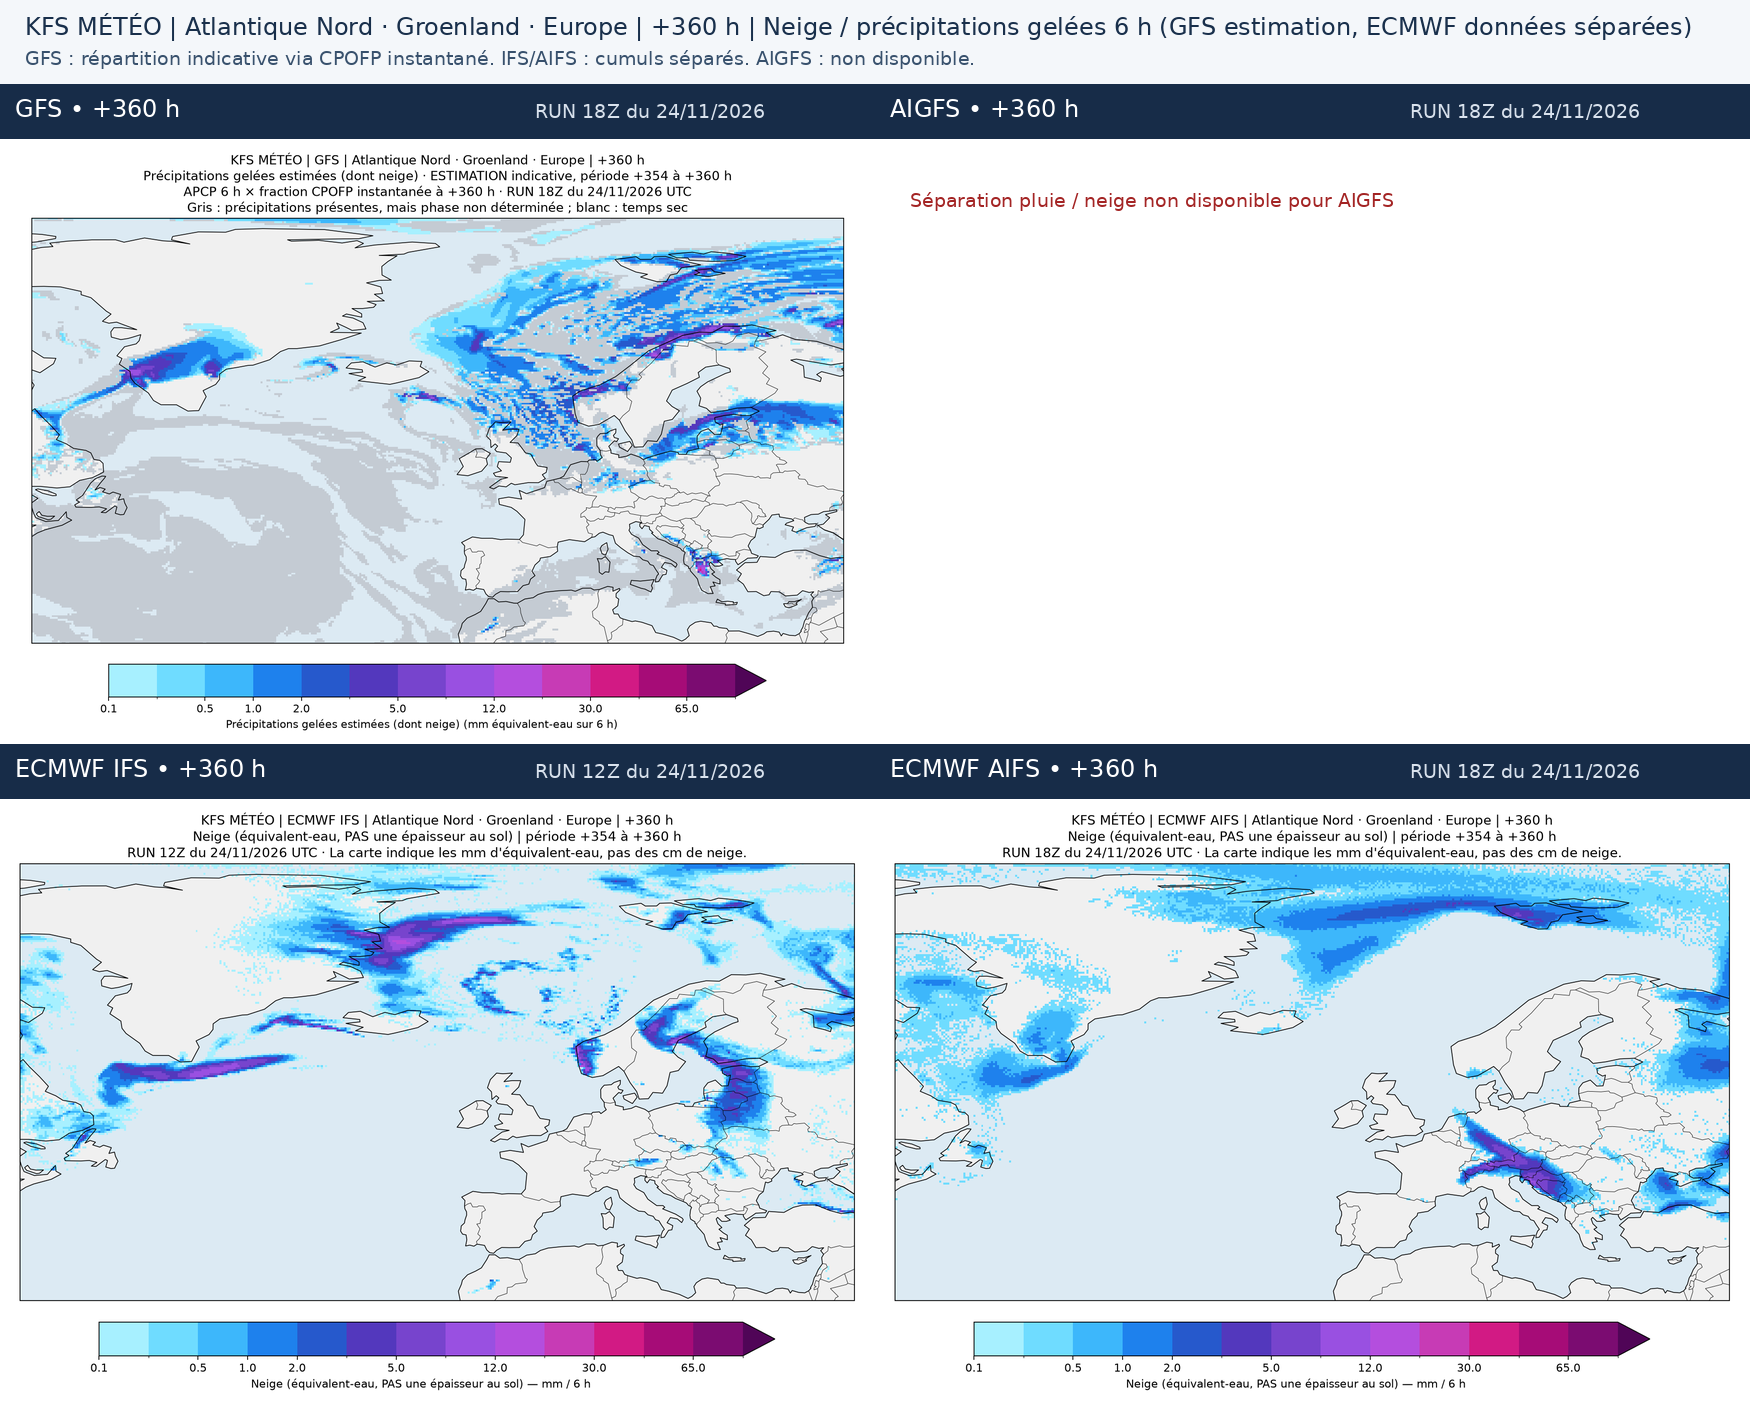 KFS MÉTÉO | Atlantique Nord · Groenland · Europe | +360 h | Neige / précipitations gelées 6 h (GFS estimation, ECMWF données séparées)
GFS : répartition indicative via CPOFP instantané. IFS/AIFS : cumuls séparés. AIGFS : non disponible.
GFS • +360 h
RUN 18Z du 24/11/2026
AIGFS • +360 h
RUN 18Z du 24/11/2026
KFS MÉTÉO | GFS | Atlantique Nord · Groenland · Europe | +360 h
Précipitations gelées estimées (dont neige) · ESTIMATION indicative, période +354 à +360 h
APCP 6 h × fraction CPOFP instantanée à +360 h · RUN 18Z du 24/11/2026 UTC
Gris : précipitations présentes, mais phase non déterminée ; blanc : temps sec
Séparation pluie / neige non disponible pour AIGFS
0.1 0.5 1.0 2.0 5.0 12.0 30.0 65.0
Précipitations gelées estimées (dont neige) (mm équivalent-eau sur 6 h)
ECMWF IFS • +360 h
RUN 12Z du 24/11/2026
ECMWF AIFS • +360 h
RUN 18Z du 24/11/2026
KFS MÉTÉO | ECMWF IFS | Atlantique Nord · Groenland · Europe | +360 h
Neige (équivalent-eau, PAS une épaisseur au sol) | période +354 à +360 h
RUN 12Z du 24/11/2026 UTC · La carte indique les mm d'équivalent-eau, pas des cm de neige.
0.1 0.5 1.0 2.0 5.0 12.0 30.0 65.0
Neige (équivalent-eau, PAS une épaisseur au sol) — mm / 6 h
KFS MÉTÉO | ECMWF AIFS | Atlantique Nord · Groenland · Europe | +360 h
Neige (équivalent-eau, PAS une épaisseur au sol) | période +354 à +360 h
RUN 18Z du 24/11/2026 UTC · La carte indique les mm d'équivalent-eau, pas des cm de neige.
0.1 0.5 1.0 2.0 5.0 12.0 30.0 65.0
Neige (équivalent-eau, PAS une épaisseur au sol) — mm / 6 h